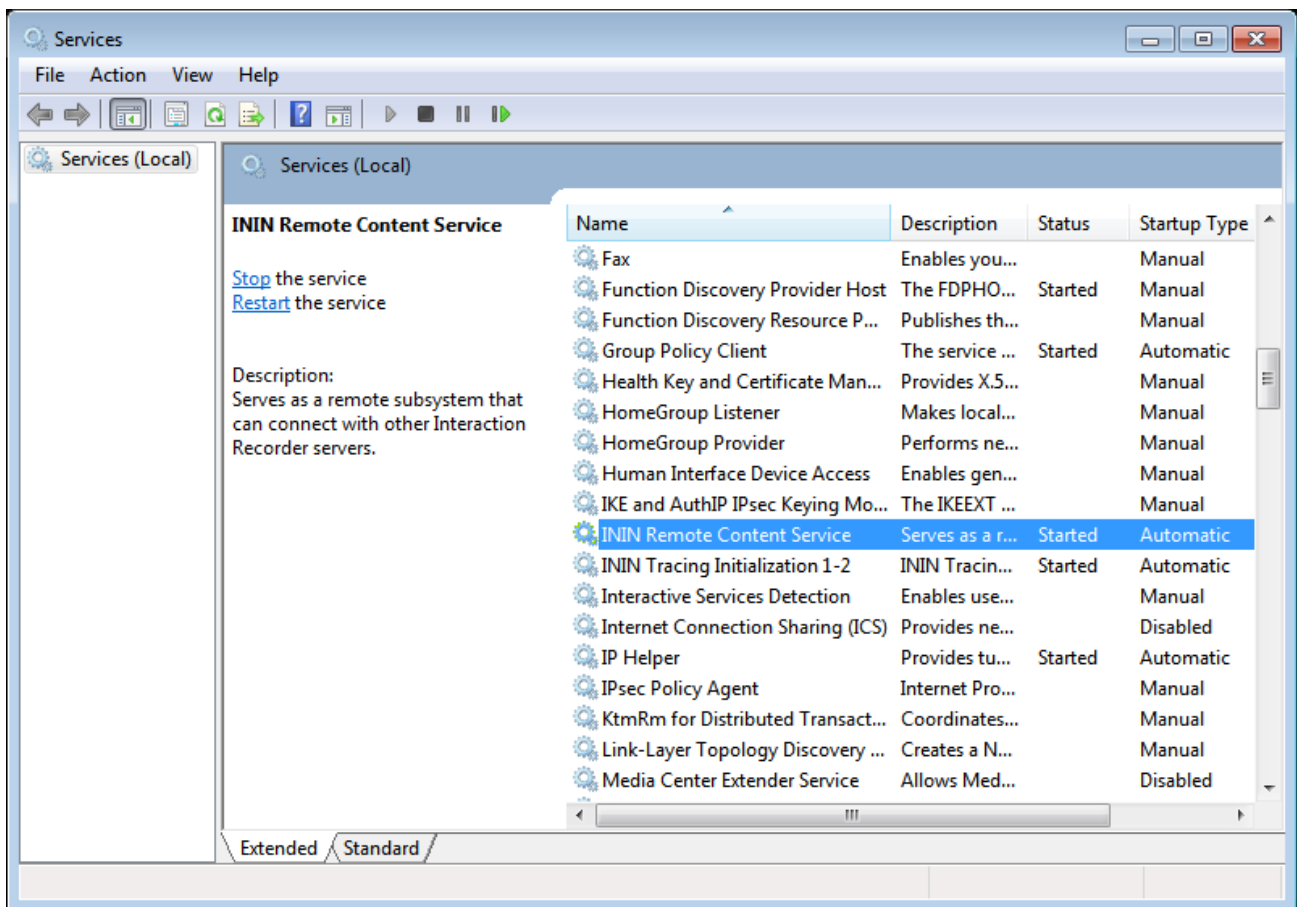 Services
File Action View Help
Services (Local)
Services (Local)
ININ Remote Content Service
Stop the service
Restart the service
Description:
Serves as a remote subsystem that
can connect with other Interaction
Recorder servers.
Name Description Status Startup Type
Fax Enables you... Manual
Function Discovery Provider Host The FDPHO... Started Manual
Function Discovery Resource P... Publishes th... Manual
Group Policy Client The service ... Started Automatic
Health Key and Certificate Man... Provides X.5... Manual
HomeGroup Listener Makes local... Manual
HomeGroup Provider Performs ne... Manual
Human Interface Device Access Enables gen... Manual
IKE and AuthIP IPsec Keying Mo... The IKEEXT ... Manual
ININ Remote Content Service Serves as a r... Started Automatic
ININ Tracing Initialization 1-2 ININ Tracin... Started Automatic
Interactive Services Detection Enables use... Manual
Internet Connection Sharing (ICS) Provides ne... Disabled
IP Helper Provides tu... Started Automatic
IPsec Policy Agent Internet Pro... Manual
KtmRm for Distributed Transact... Coordinates... Manual
Link-Layer Topology Discovery ... Creates a N... Manual
Media Center Extender Service Allows Med... Disabled
Extended Standard